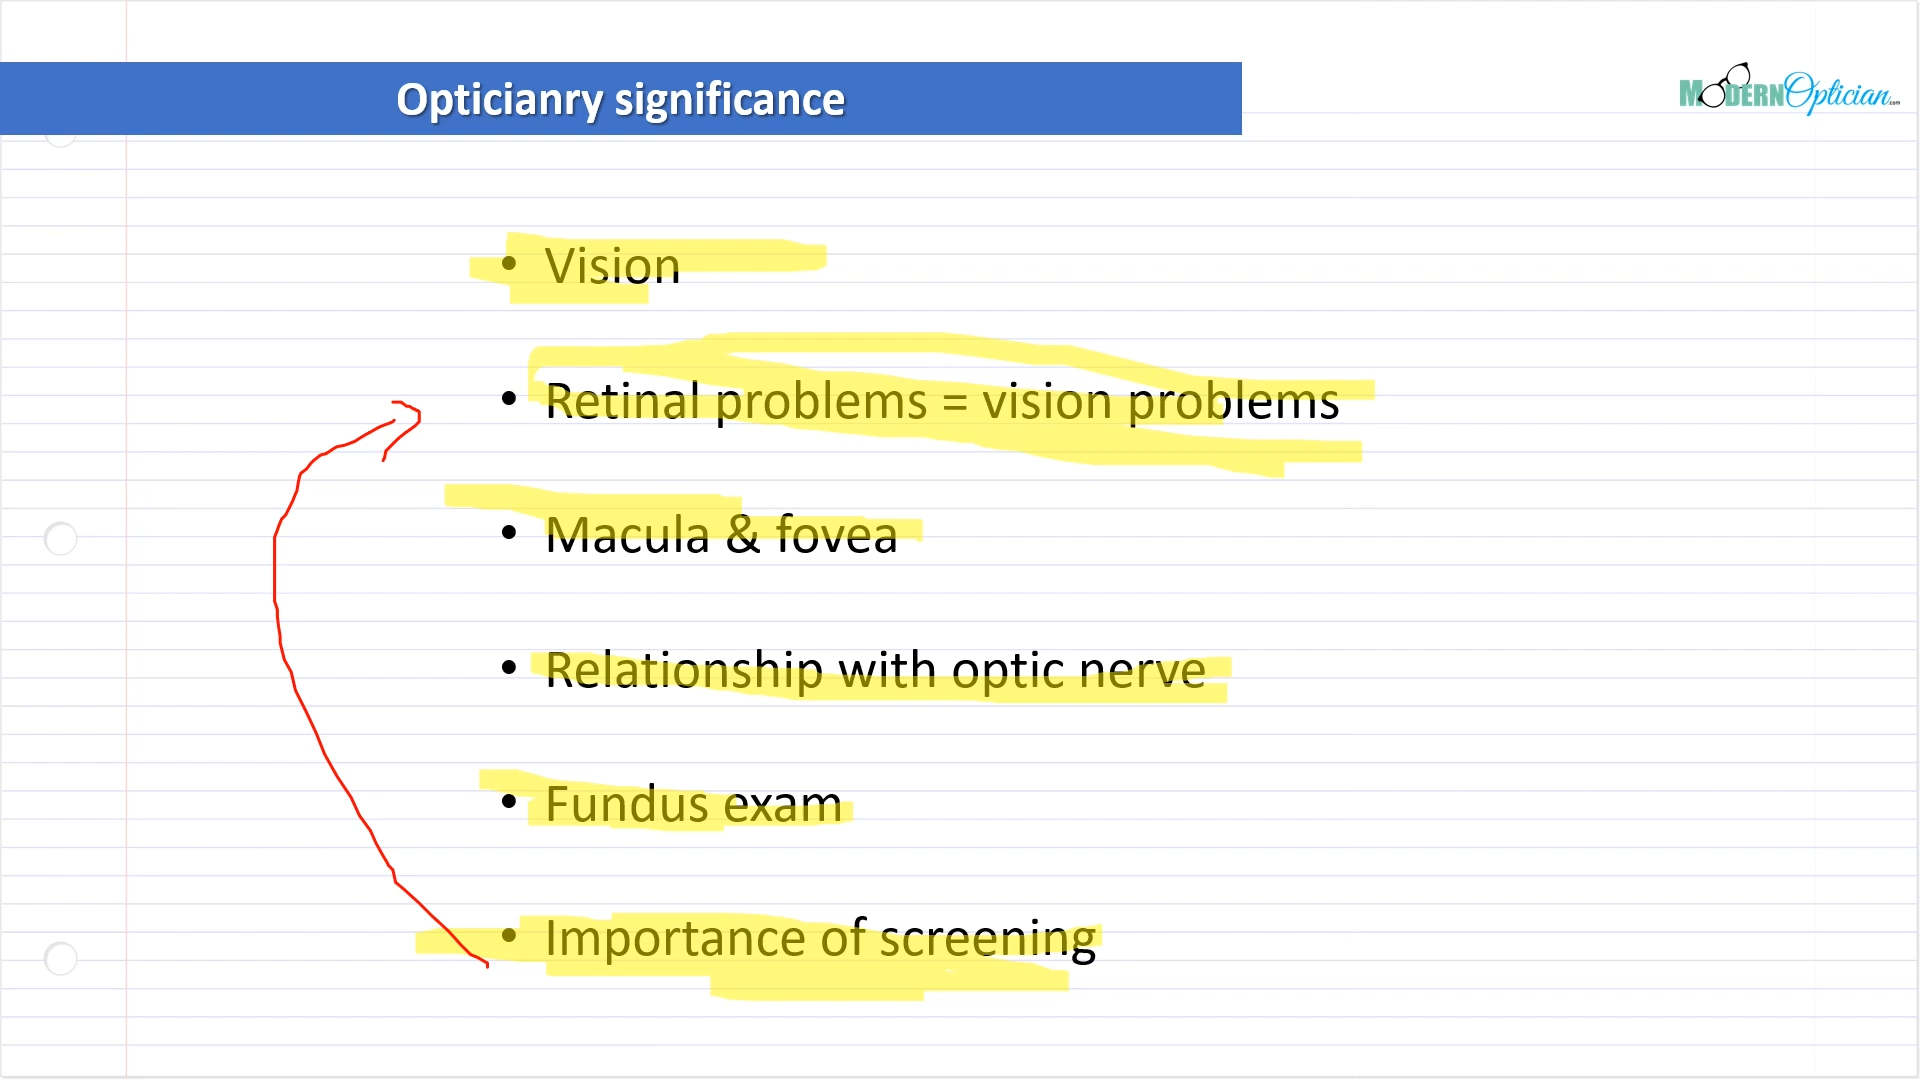 Opticianry significance
MODERNOptician.com
• Vision
• Retinal problems = vision problems
• Macula & fovea
• Relationship with optic nerve
• Fundus exam
• Importance of screening